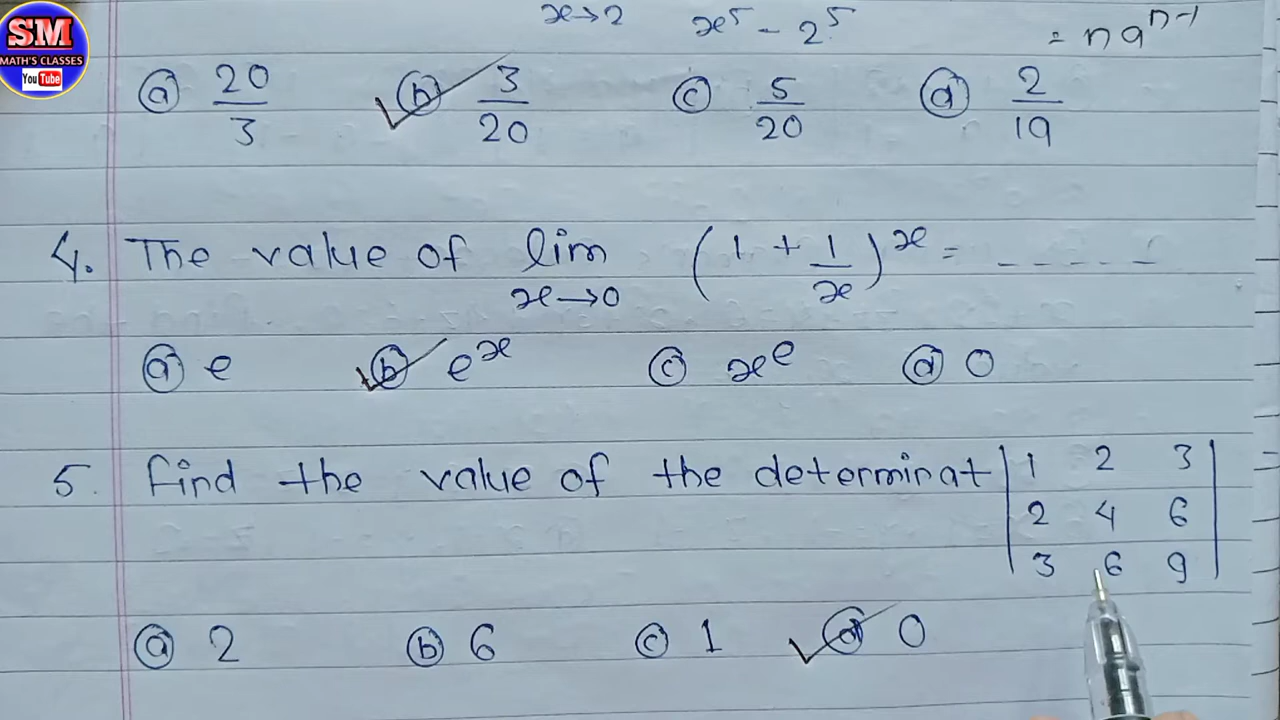 SM
MATH'S CLASSES
You Tube
x→2 x⁵ - 2⁵ = na^(n-1)
(a) 20/3 (b) 3/20 (c) 5/20 (d) 2/19
4. The value of lim x→0 (1 + 1/x)^x = - - - - -
(a) e (b) e^x (c) x^e (d) 0
5. find the value of the determinat | 1 2 3
2 4 6
3 6 9 |
(a) 2 (b) 6 (c) 1 (d) 0